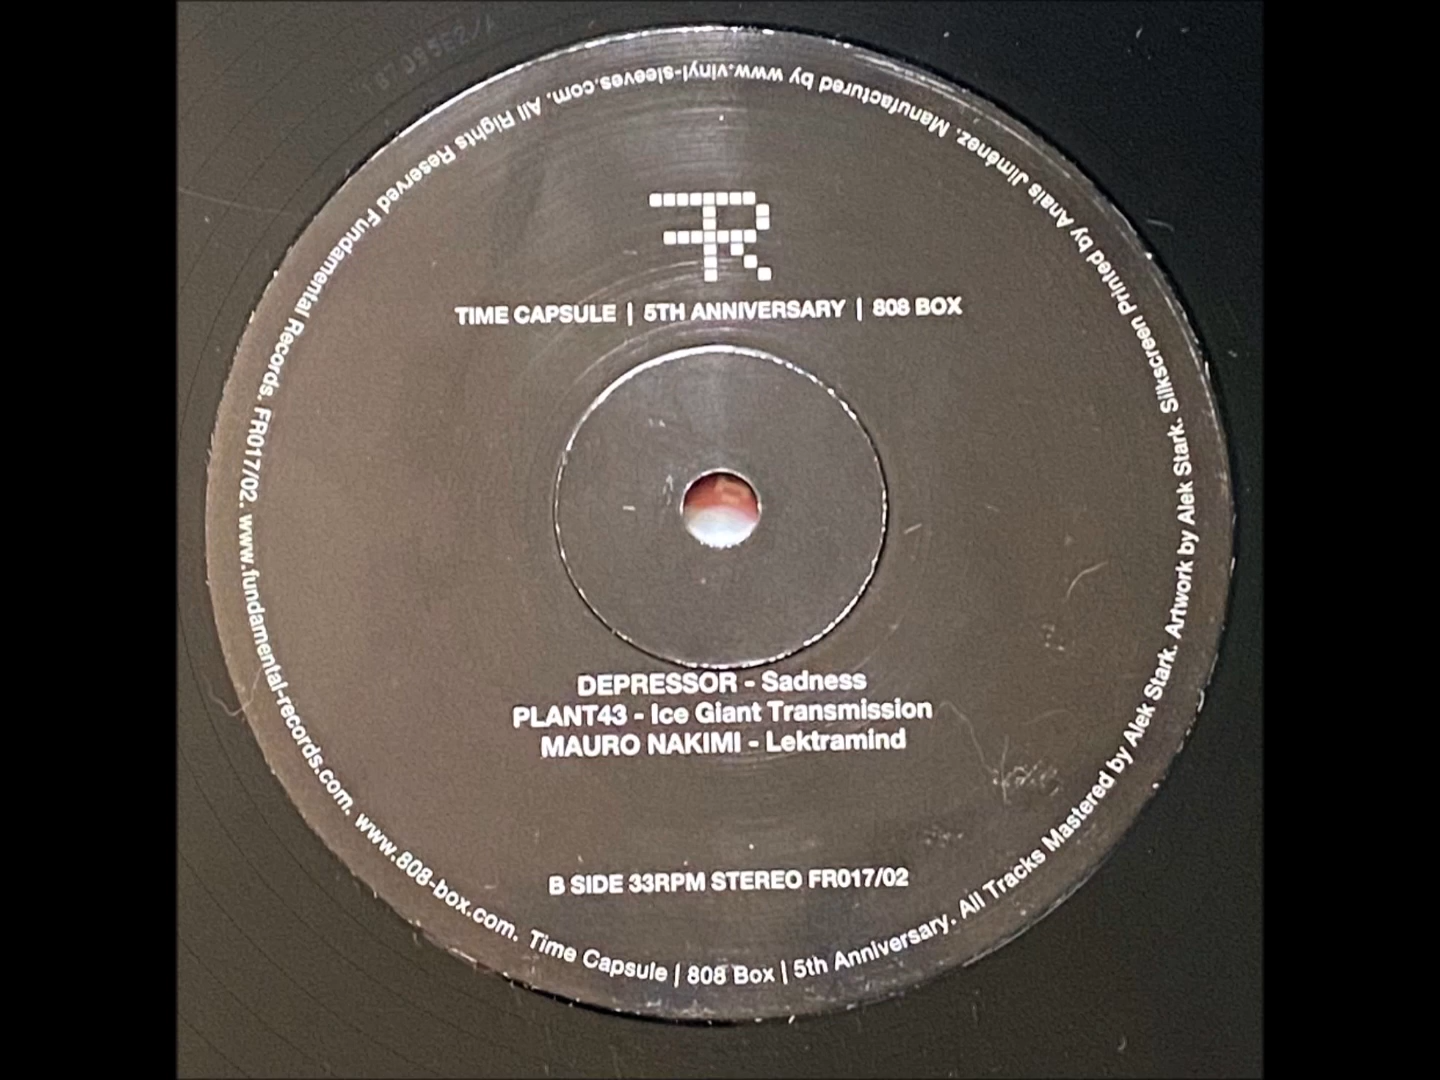 TIME CAPSULE | 5TH ANNIVERSARY | 808 BOX
DEPRESSOR - Sadness
PLANT43 - Ice Giant Transmission
MAURO NAKIMI - Lektramind
B SIDE 33RPM STEREO FR017/02
Time Capsule | 808 Box | 5th Anniversary. All Tracks Mastered by Alek Stark. Artwork by Alek Stark. Silkscreen Printed by Anais Jiménez. Manufactured by www.vinyl-sleeves.com. All Rights Reserved Fundamental Records. FR017/02. www.fundamental-records.com. www.808-box.com.